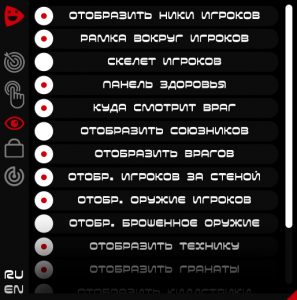 ОТОБРАЗИТЬ НИКИ ИГРОКОВ
РАМКА ВОКРУГ ИГРОКОВ
СКЕЛЕТ ИГРОКОВ
ПАНЕЛЬ ЗДОРОВЬЯ
КУДА СМОТРИТ ВРАГ
ОТОБРАЗИТЬ СОЮЗНИКОВ
ОТОБРАЗИТЬ ВРАГОВ
ОТОБР. ИГРОКОВ ЗА СТЕНОЙ
ОТОБР. ОРУЖИЕ ИГРОКОВ
ОТОБР. БРОШЕННОЕ ОРУЖИЕ
ОТОБРАЗИТЬ ТЕХНИКУ
ОТОБРАЗИТЬ ГРАНАТЫ
ОТОБРАЗИТЬ
RU
EN